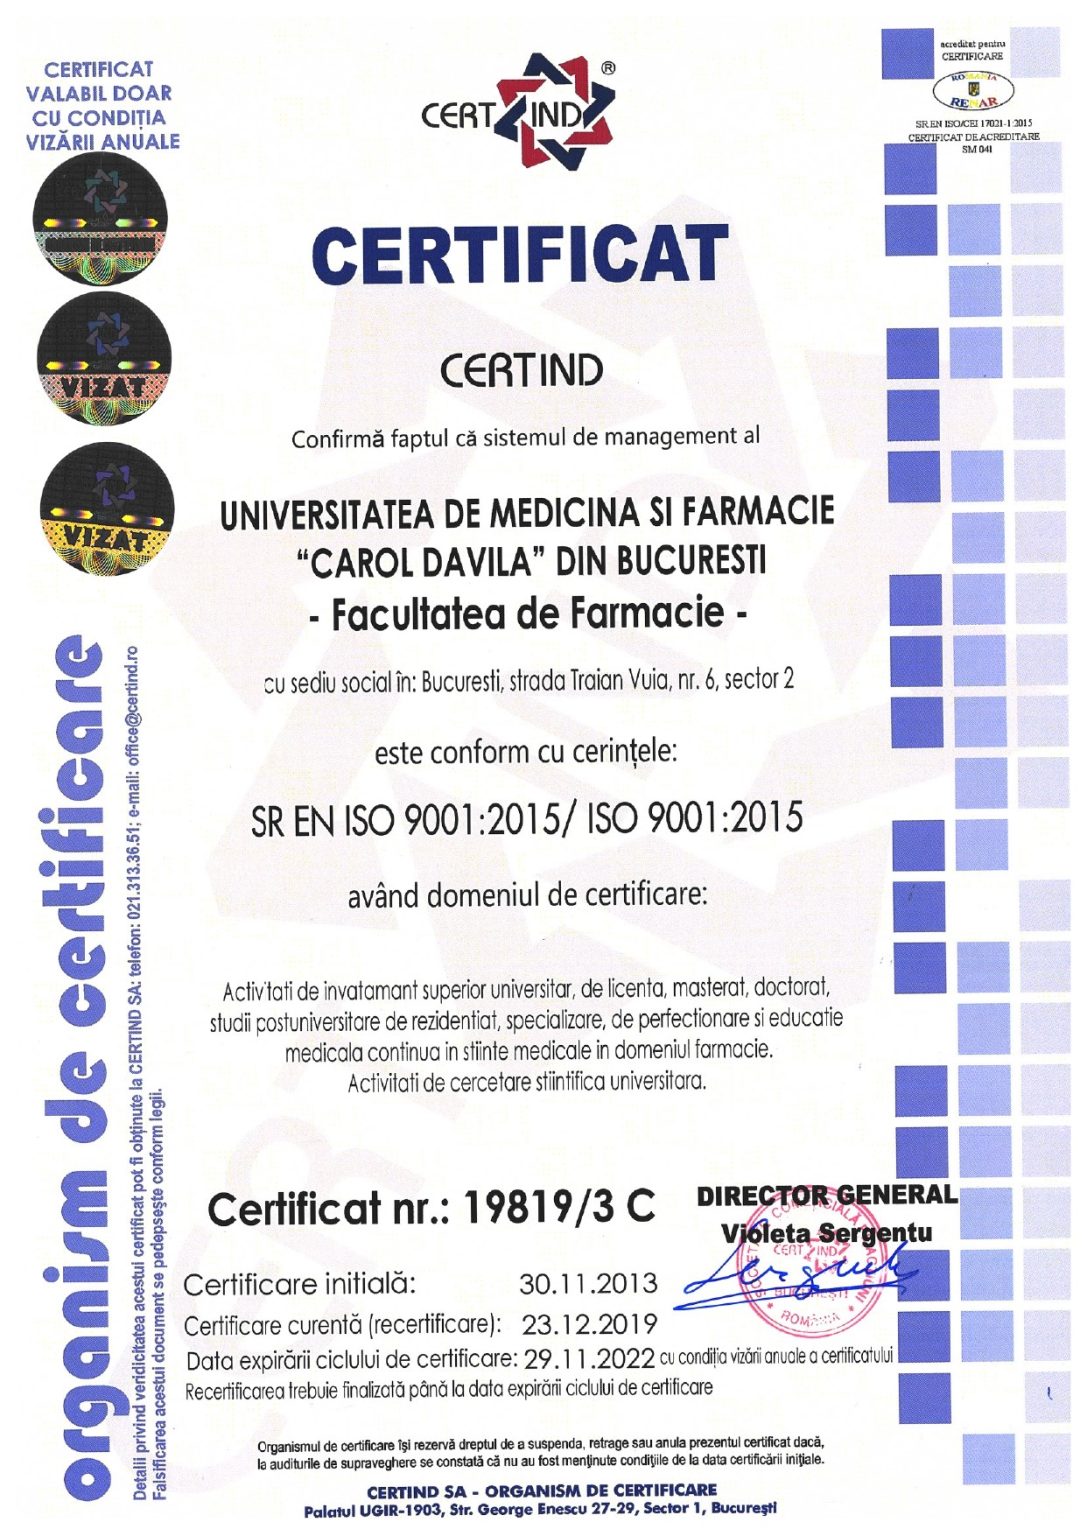 CERTIFICAT
VALABIL DOAR
CU CONDIȚIA
VIZĂRII ANUALE
CERTIND®
acreditat pentru
CERTIFICARE
ROMANIA
RENAR
SR EN ISO/CEI 17021-1:2015
CERTIFICAT DE ACREDITARE
SM 041
VIZAT
VIZAT
CERTIFICAT
CERTIND
Confirmă faptul că sistemul de management al
UNIVERSITATEA DE MEDICINA SI FARMACIE
“CAROL DAVILA” DIN BUCURESTI
- Facultatea de Farmacie -
cu sediu social în: Bucuresti, strada Traian Vuia, nr. 6, sector 2
este conform cu cerințele:
SR EN ISO 9001:2015/ ISO 9001:2015
având domeniul de certificare:
Activitati de invatamant superior universitar, de licenta, masterat, doctorat,
studii postuniversitare de rezidentiat, specializare, de perfectionare si educatie
medicala continua in stiinte medicale in domeniul farmacie.
Activitati de cercetare stiintifica universitara.
Certificat nr.: 19819/3 C
DIRECTOR GENERAL
Violeta Sergentu
CERTIND
BUCUREȘTI
ROMÂNIA
Certificare initială: 30.11.2013
Certificare curentă (recertificare): 23.12.2019
Data expirării ciclului de certificare: 29.11.2022 cu condiția vizării anuale a certificatului
Recertificarea trebuie finalizată până la data expirării ciclului de certificare
Organismul de certificare își rezervă dreptul de a suspenda, retrage sau anula prezentul certificat dacă,
la auditurile de supraveghere se constată că nu au fost menținute condițiile de la data certificării inițiale.
CERTIND SA - ORGANISM DE CERTIFICARE
Palatul UGIR-1903, Str. George Enescu 27-29, Sector 1, București
organism de certificare
Detalii privind veridicitatea acestui certificat pot fi obținute la CERTIND SA: telefon: 021.313.36.51; e-mail: office@certind.ro
Falsificarea acestui document se pedepsește conform legii.